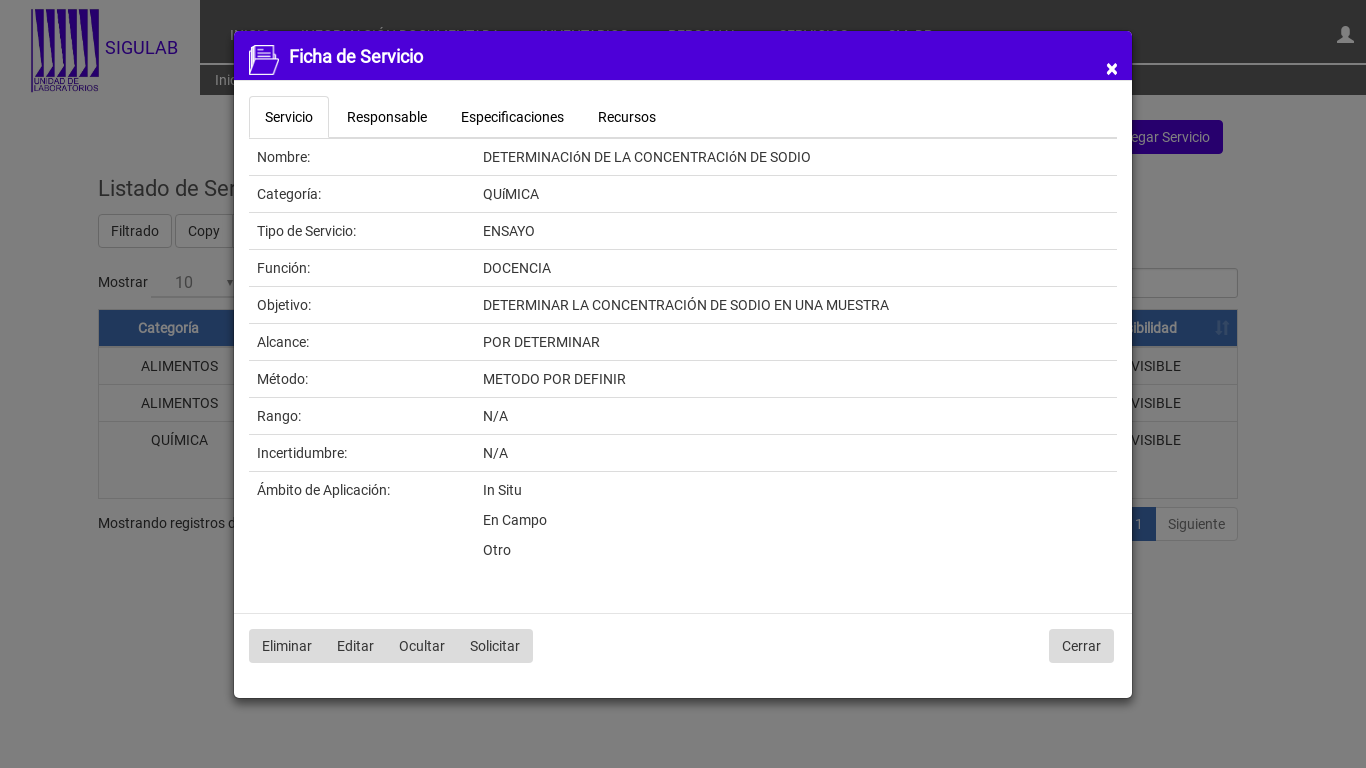 SIGULAB
UNIDAD DE
LABORATORIOS
Ficha de Servicio
×
Servicio Responsable Especificaciones Recursos
egar Servicio
Nombre: DETERMINACIóN DE LA CONCENTRACIóN DE SODIO
Listado de Ser
Categoría: QUíMICA
Filtrado Copy
Tipo de Servicio: ENSAYO
Función: DOCENCIA
Mostrar 10
Objetivo: DETERMINAR LA CONCENTRACIÓN DE SODIO EN UNA MUESTRA
Categoría
ibilidad
Alcance: POR DETERMINAR
ALIMENTOS VISIBLE
Método: METODO POR DEFINIR
ALIMENTOS VISIBLE
Rango: N/A
QUÍMICA VISIBLE
Incertidumbre: N/A
Ámbito de Aplicación: In Situ
En Campo
Otro
Mostrando registros d
1 Siguiente
Eliminar Editar Ocultar Solicitar Cerrar